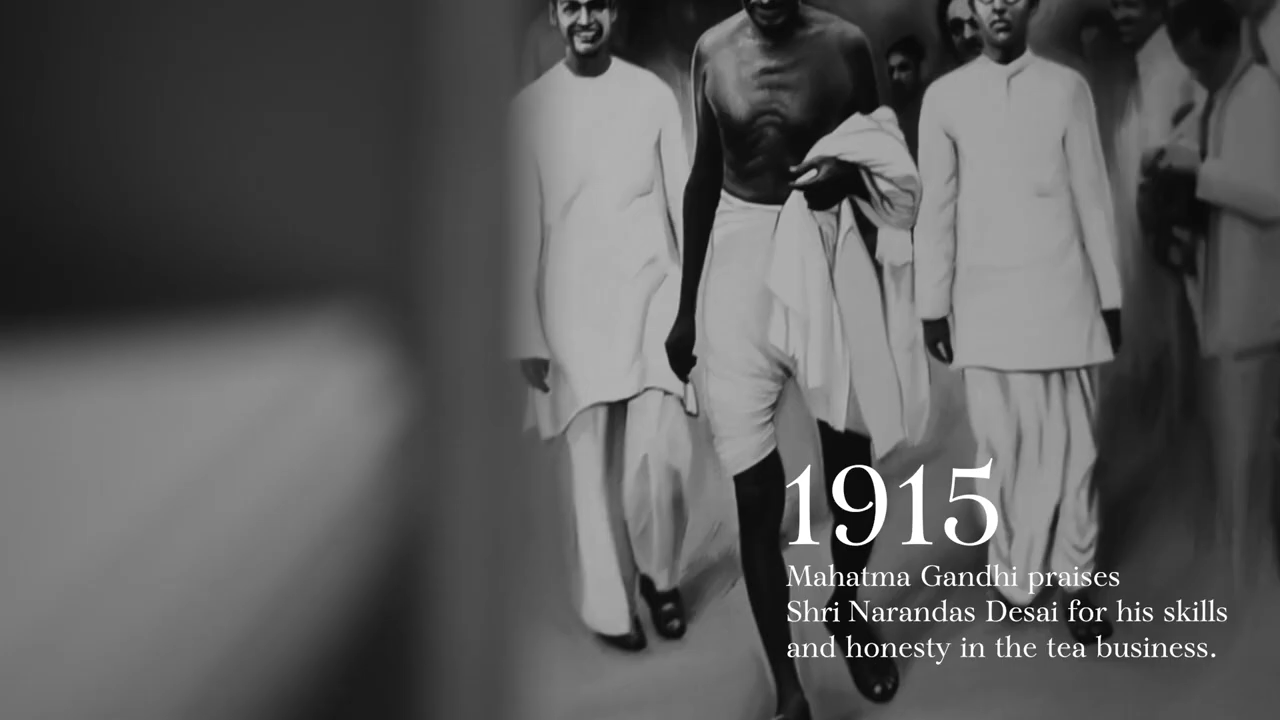 1915
Mahatma Gandhi praises
Shri Narandas Desai for his skills
and honesty in the tea business.